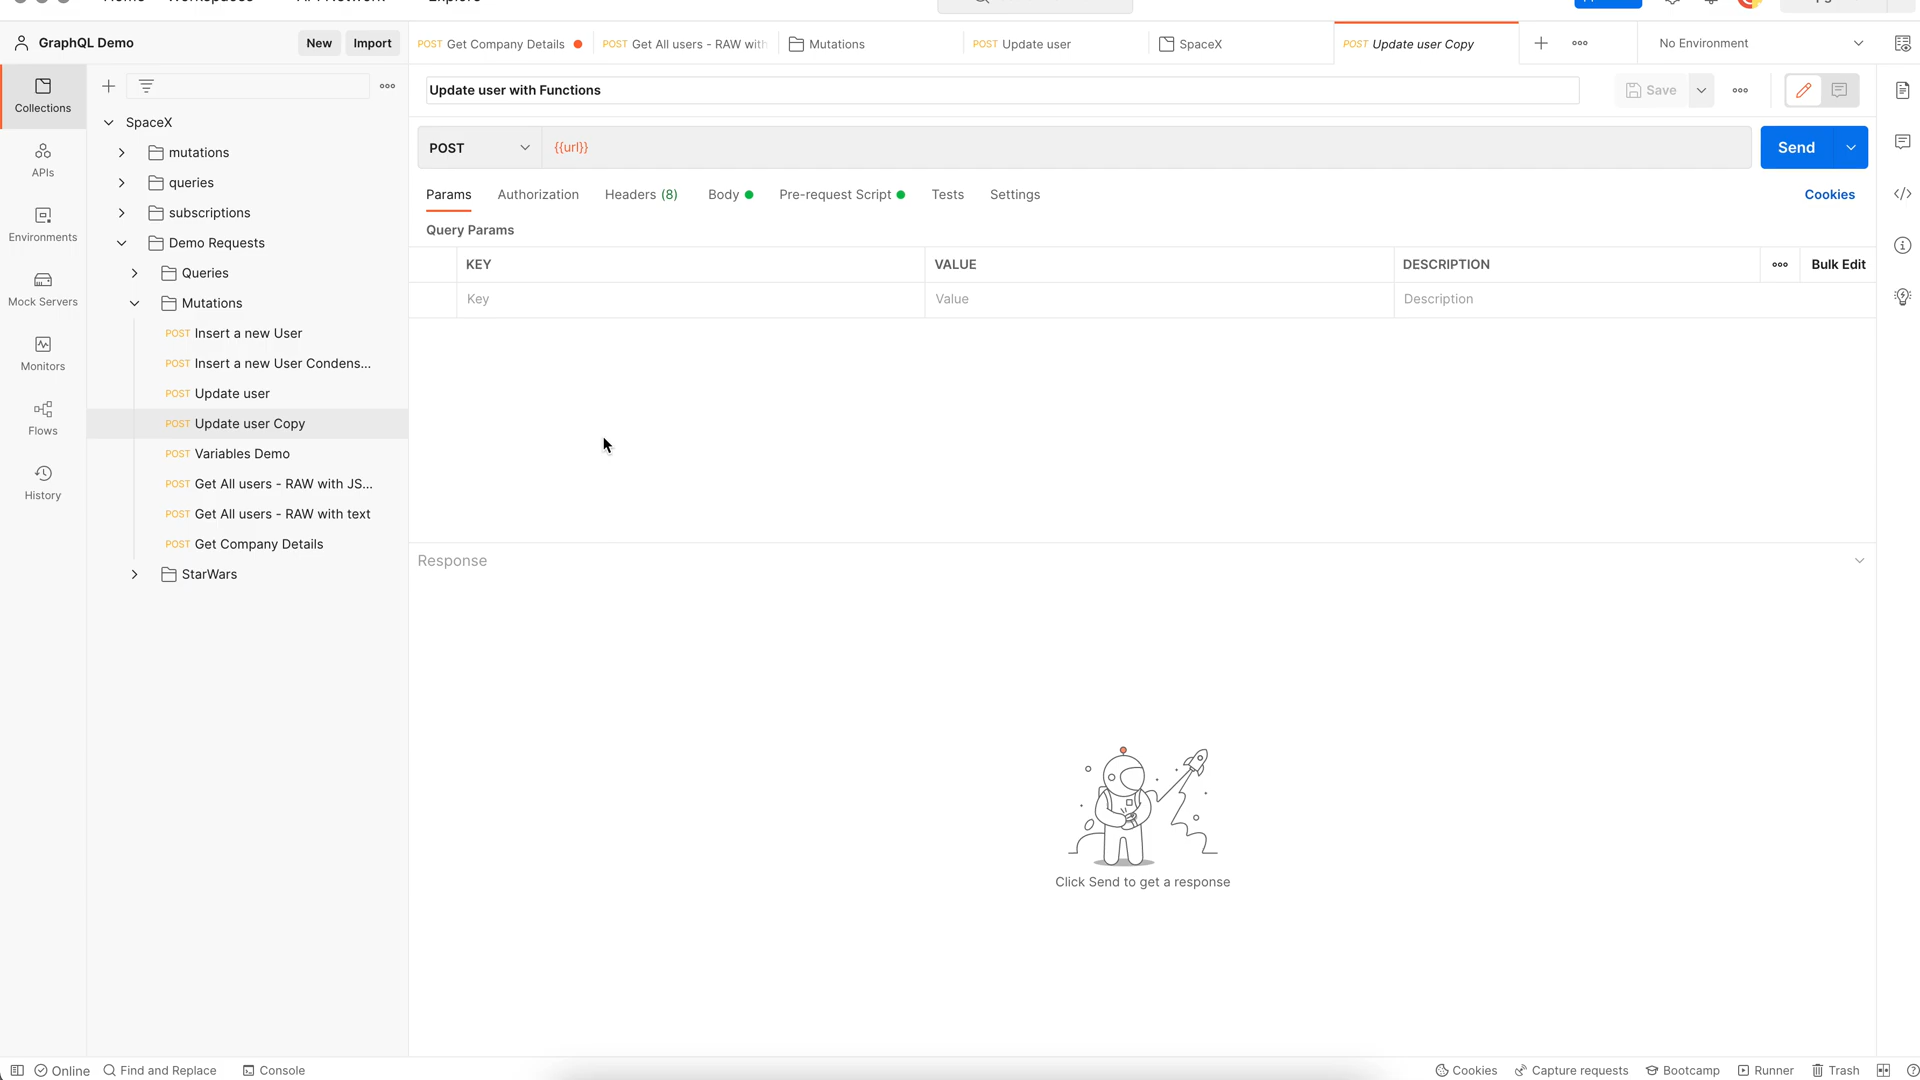 GraphQL Demo
New
Import
POST Get Company Details
POST Get All users - RAW with
Mutations
POST Update user
SpaceX
POST Update user Copy
No Environment
Collections
APIs
Environments
Mock Servers
Monitors
Flows
History
SpaceX
mutations
queries
subscriptions
Demo Requests
Queries
Mutations
POST Insert a new User
POST Insert a new User Condens...
POST Update user
POST Update user Copy
POST Variables Demo
POST Get All users - RAW with JS...
POST Get All users - RAW with text
POST Get Company Details
StarWars
Update user with Functions
Save
POST
{{url}}
Send
Params
Authorization
Headers (8)
Body
Pre-request Script
Tests
Settings
Cookies
Query Params
KEY
VALUE
DESCRIPTION
Bulk Edit
Key
Value
Description
Response
Click Send to get a response
Online
Find and Replace
Console
Cookies
Capture requests
Bootcamp
Runner
Trash